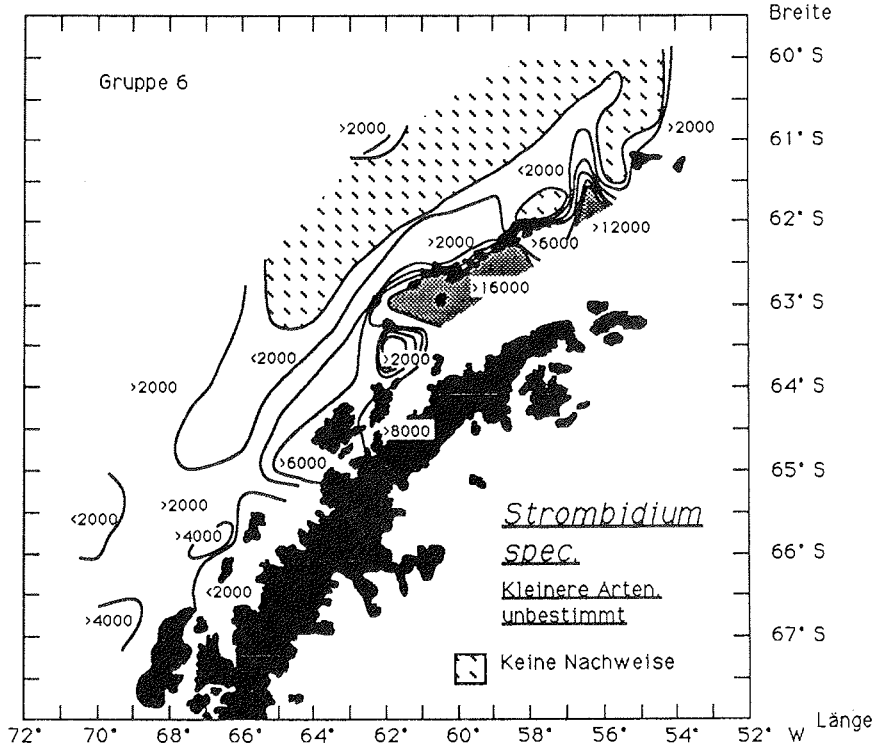 Breite
60° S
Gruppe 6
>2000
61° S
>2000
<2000
62° S
>12000
>2000
>6000
>16000
63° S
<2000
>2000
>2000
64° S
>8000
>6000
65° S
<2000
>2000
>4000
Strombidium
spec.
66° S
Kleinere Arten.
unbestimmt
<2000
>4000
67° S
Keine Nachweise
72° 70° 68° 66° 64° 62° 60° 58° 56° 54° 52° W Länge